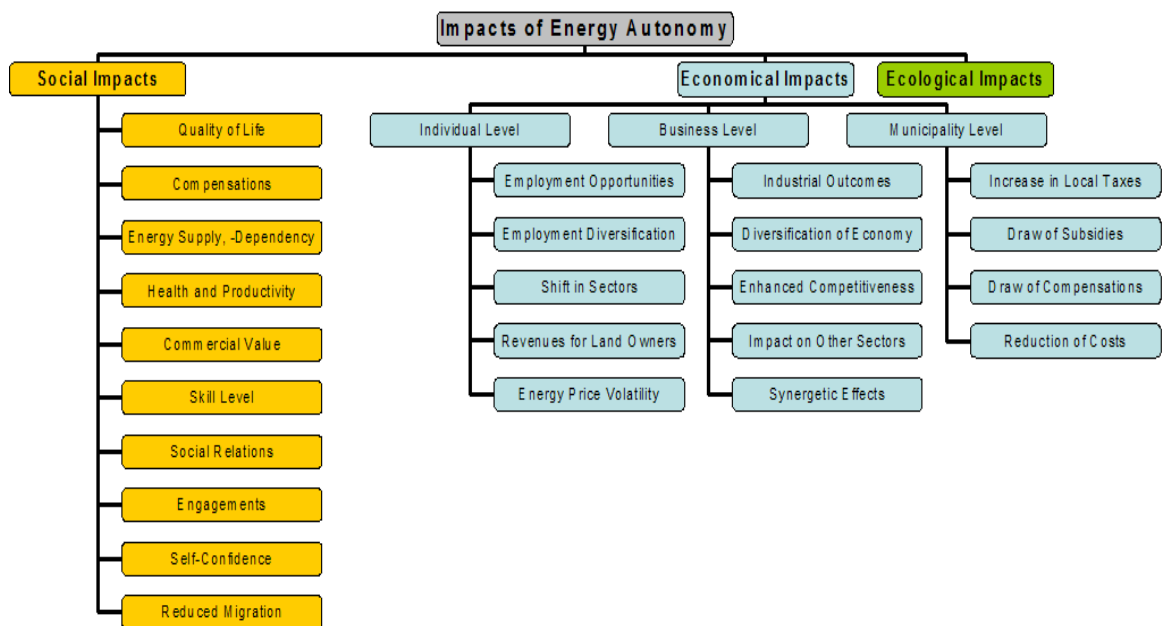 Impacts of Energy Autonomy
Social Impacts
Economical Impacts
Ecological Impacts
Quality of Life
Compensations
Energy Supply, -Dependency
Health and Productivity
Commercial Value
Skill Level
Social Relations
Engagements
Self-Confidence
Reduced Migration
Individual Level
Employment Opportunities
Employment Diversification
Shift in Sectors
Revenues for Land Owners
Energy Price Volatility
Business Level
Industrial Outcomes
Diversification of Economy
Enhanced Competitiveness
Impact on Other Sectors
Synergetic Effects
Municipality Level
Increase in Local Taxes
Draw of Subsidies
Draw of Compensations
Reduction of Costs